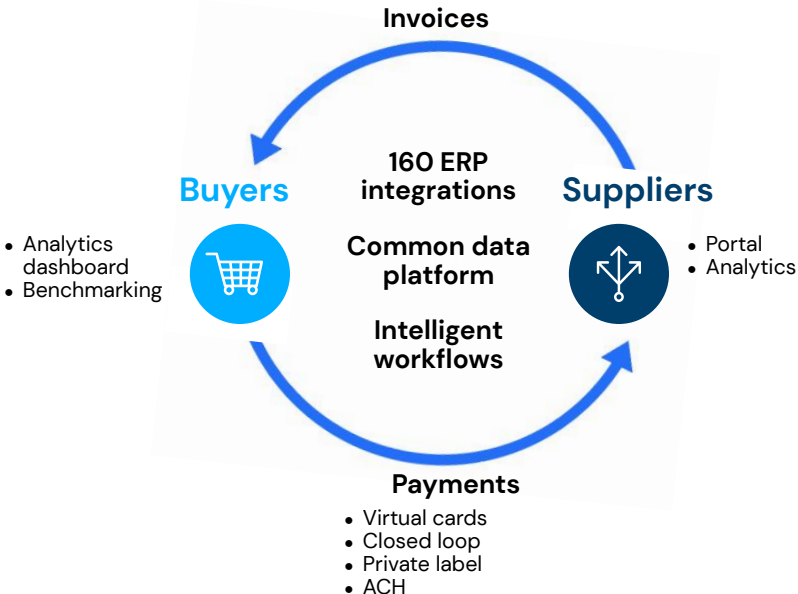 Invoices
160 ERP
integrations
Buyers
Suppliers
• Analytics
dashboard
• Benchmarking
Common data
platform
• Portal
• Analytics
Intelligent
workflows
Payments
• Virtual cards
• Closed loop
• Private label
• ACH